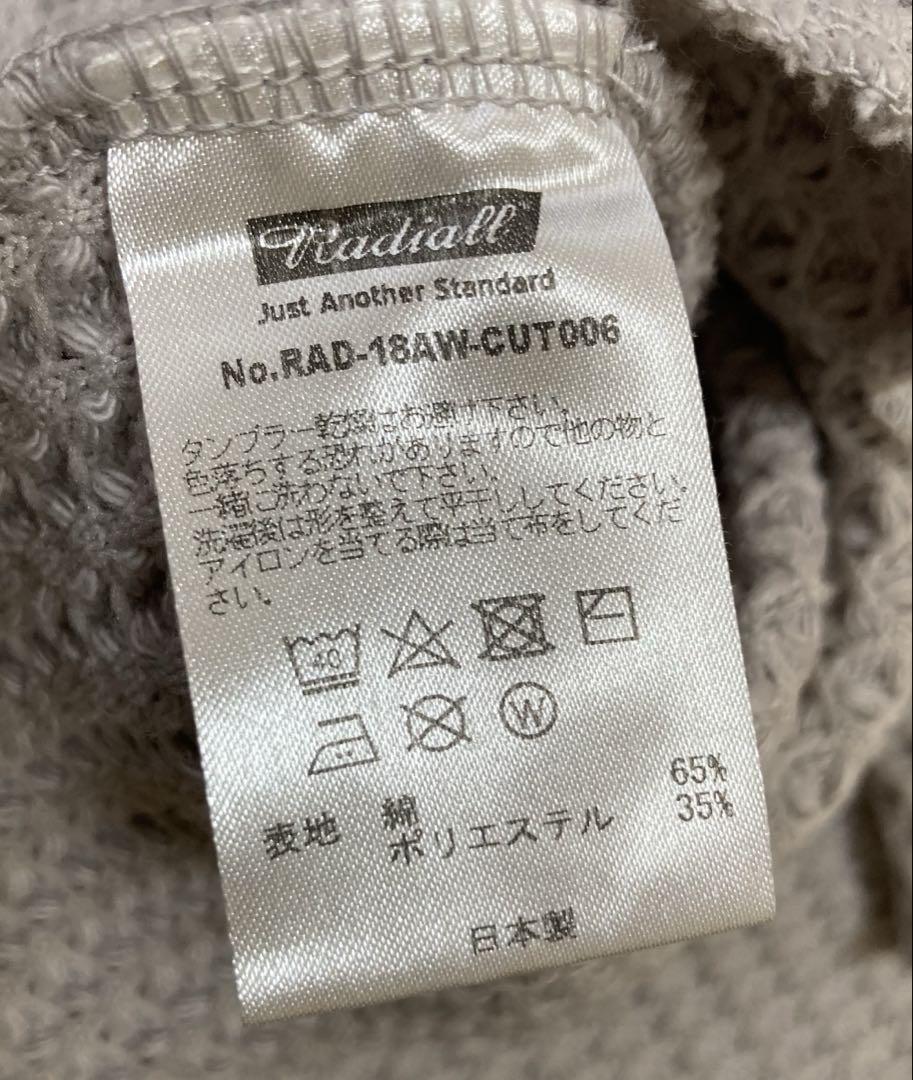 Radiall
Just Another Standard
No.RAD-18AW-CUT006
タンブラー乾燥はお避け下さい。
色落ちする恐れがありますので他の物と
一緒に洗わないで下さい。
洗濯後は形を整えて平干ししてください。
アイロンを当てる際は当て布をしてくだ
さい。
40
W
表地 綿 65%
ポリエステル 35%
日本製